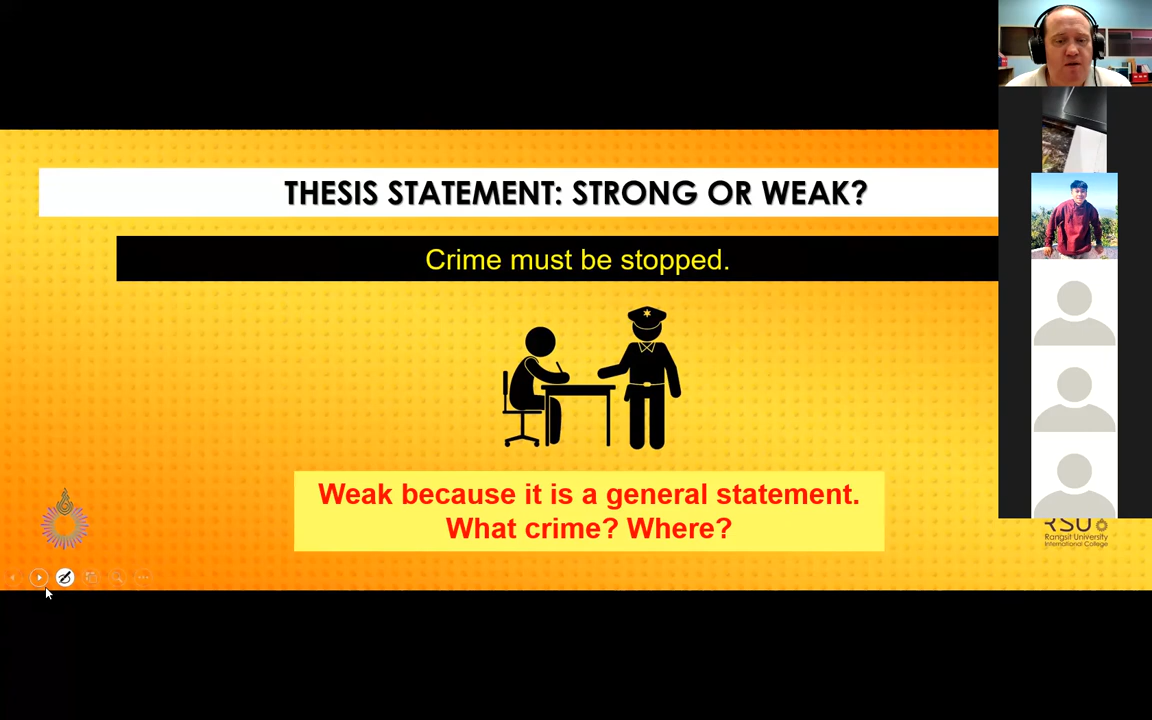 THESIS STATEMENT: STRONG OR WEAK?
Crime must be stopped.
Weak because it is a general statement.
What crime? Where?
RSU
Rangsit University
International College